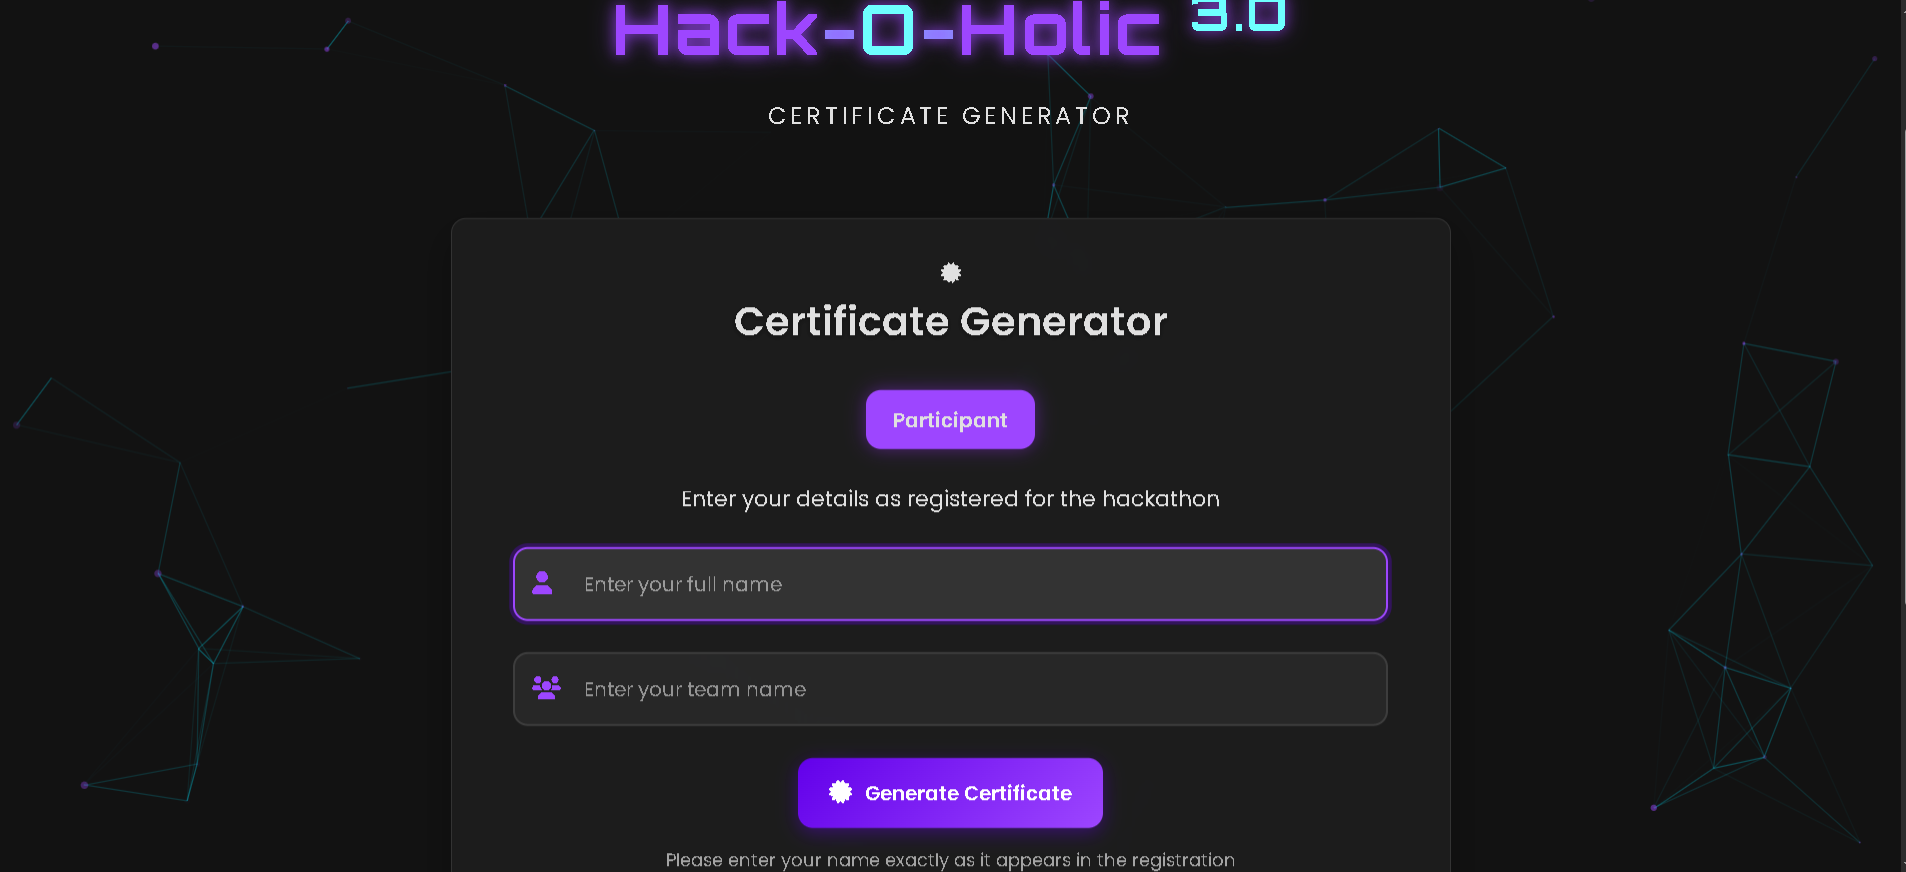 Hack-O-Holic 3.0
CERTIFICATE GENERATOR
Certificate Generator
Participant
Enter your details as registered for the hackathon
Enter your full name
Enter your team name
Generate Certificate
Please enter your name exactly as it appears in the registration